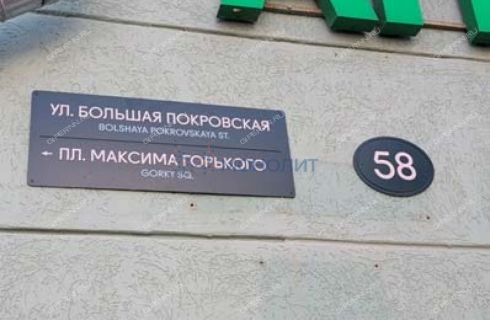 УЛ. БОЛЬШАЯ ПОКРОВСКАЯ
BOLSHAYA POKROVSKAYA ST.
← ПЛ. МАКСИМА ГОРЬКОГО
GORKY SQ.
58